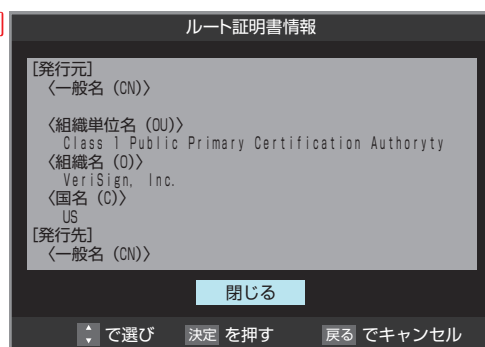 ルート証明書情報
[発行元]
〈一般名（CN）〉
〈組織単位名（OU）〉
Class 1 Public Primary Certification Authoryty
〈組織名（O）〉
VeriSign, Inc.
〈国名（C）〉
US
[発行先]
〈一般名（CN）〉
閉じる
で選び 決定 を押す 戻る でキャンセル